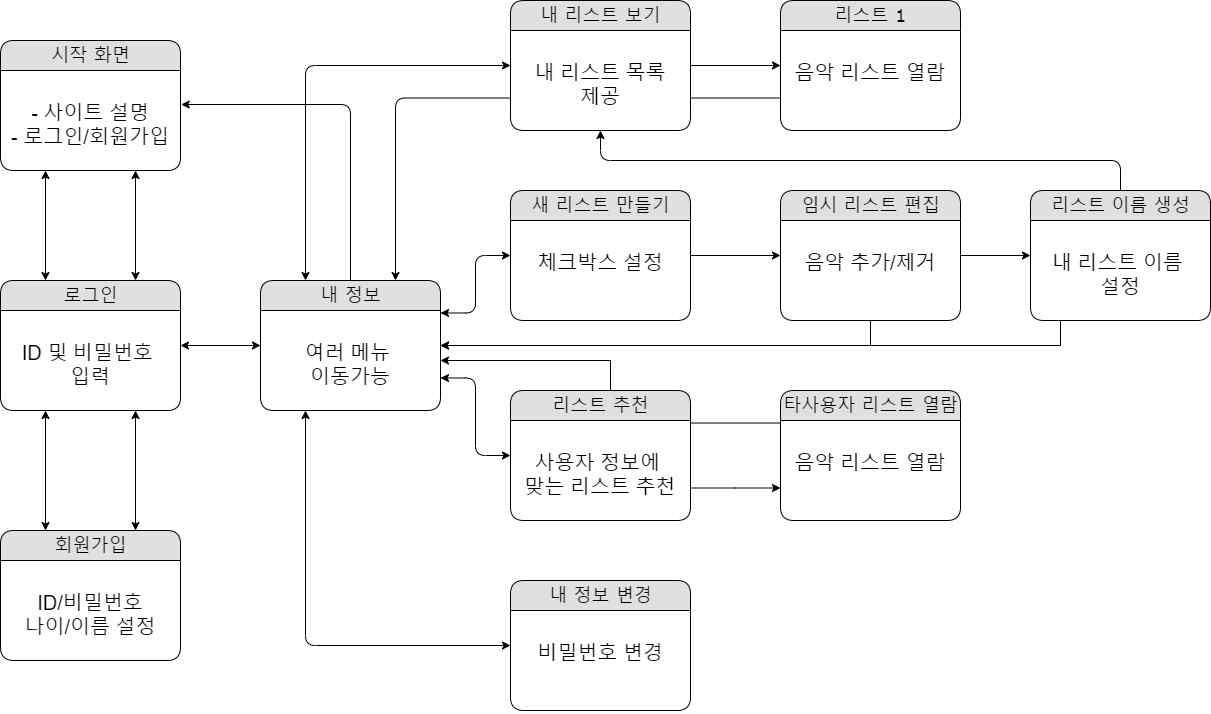 시작 화면
- 사이트 설명
- 로그인/회원가입
로그인
ID 및 비밀번호
입력
회원가입
ID/비밀번호
나이/이름 설정
내 정보
여러 메뉴
이동가능
내 리스트 보기
내 리스트 목록
제공
리스트 1
음악 리스트 열람
새 리스트 만들기
체크박스 설정
임시 리스트 편집
음악 추가/제거
리스트 이름 생성
내 리스트 이름
설정
리스트 추천
사용자 정보에
맞는 리스트 추천
타사용자 리스트 열람
음악 리스트 열람
내 정보 변경
비밀번호 변경